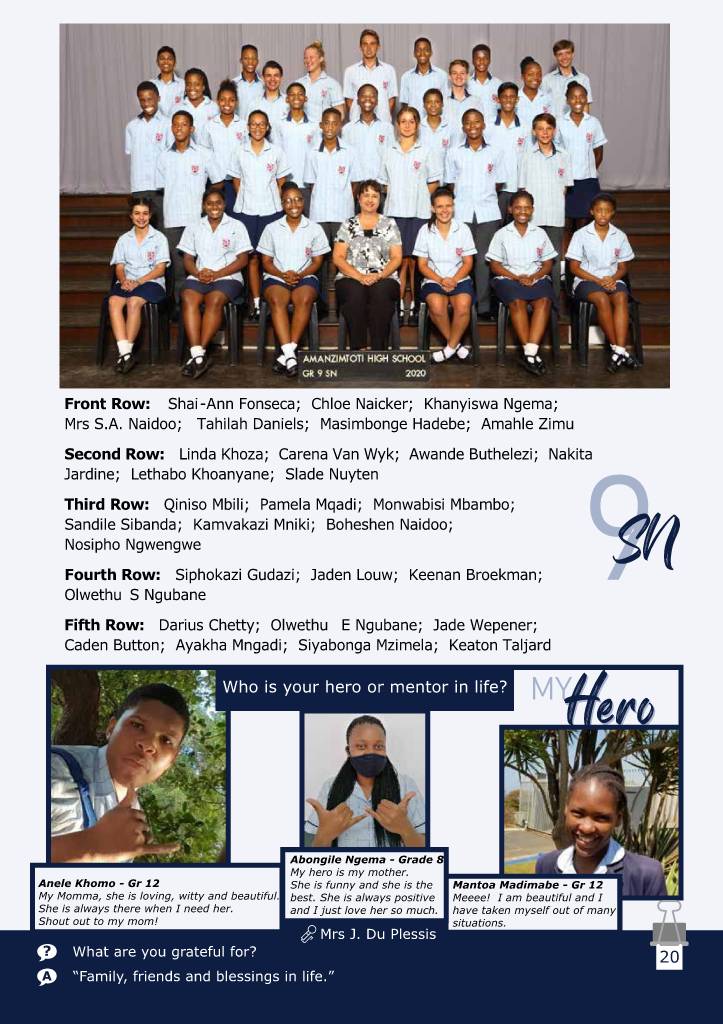 AMANZIMTOTI HIGH SCHOOL
GR 9 SN 2020
Front Row: Shai-Ann Fonseca; Chloe Naicker; Khanyiswa Ngema;
Mrs S.A. Naidoo; Tahilah Daniels; Masimbonge Hadebe; Amahle Zimu
Second Row: Linda Khoza; Carena Van Wyk; Awande Buthelezi; Nakita
Jardine; Lethabo Khoanyane; Slade Nuyten
Third Row: Qiniso Mbili; Pamela Mqadi; Monwabisi Mbambo;
Sandile Sibanda; Kamvakazi Mniki; Boheshen Naidoo;
Nosipho Ngwengwe
Fourth Row: Siphokazi Gudazi; Jaden Louw; Keenan Broekman;
Olwethu S Ngubane
Fifth Row: Darius Chetty; Olwethu E Ngubane; Jade Wepener;
Caden Button; Ayakha Mngadi; Siyabonga Mzimela; Keaton Taljard
9 SN
Who is your hero or mentor in life?
MY Hero
Anele Khomo - Gr 12
My Momma, she is loving, witty and beautiful.
She is always there when I need her.
Shout out to my mom!
Abongile Ngema - Grade 8
My hero is my mother.
She is funny and she is the
best. She is always positive
and I just love her so much.
Mantoa Madimabe - Gr 12
Meeee! I am beautiful and I
have taken myself out of many
situations.
Mrs J. Du Plessis
? What are you grateful for?
A "Family, friends and blessings in life."
20